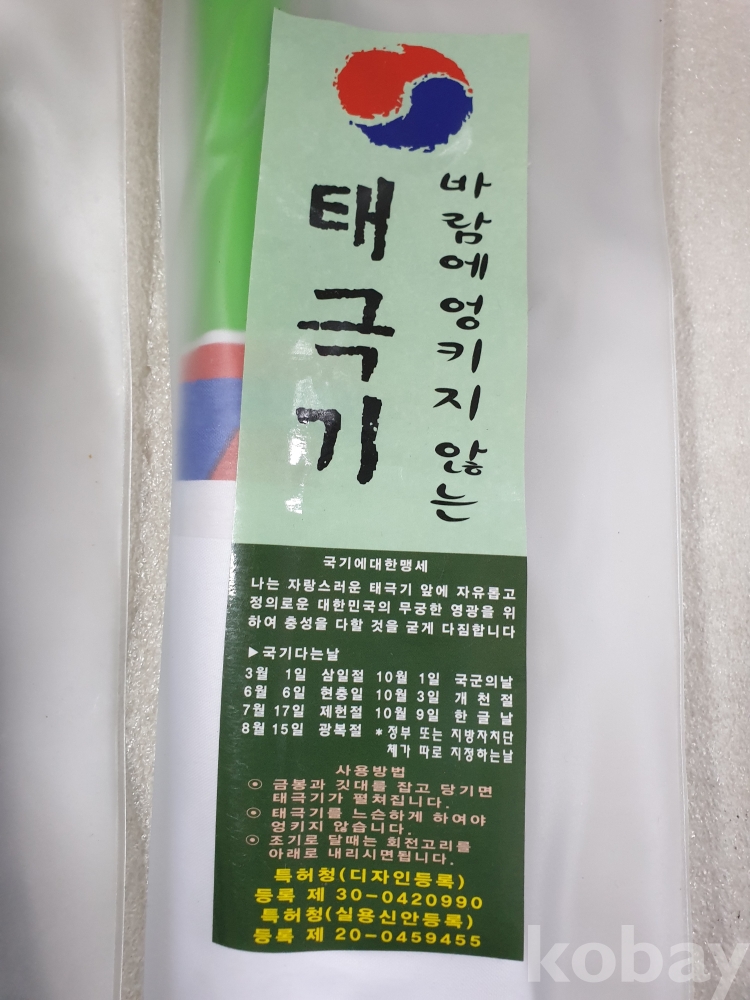 바람에엉키지 않는
태극기
국기에대한맹세
나는 자랑스러운 태극기 앞에 자유롭고
정의로운 대한민국의 무궁한 영광을 위
하여 충성을 다할 것을 굳게 다짐합니다
▶국기다는날
3월 1일 삼일절 10월 1일 국군의날
6월 6일 현충일 10월 3일 개천절
7월 17일 제헌절 10월 9일 한글날
8월 15일 광복절 *정부 또는 지방자치단
체가 따로 지정하는날
사용방법
⊙ 금봉과 깃대를 잡고 당기면
태극기가 펼쳐집니다.
⊙ 태극기를 느슨하게 하여야
엉키지 않습니다.
⊙ 조기로 달때는 회전고리를
아래로 내리시면됩니다.
특허청(디자인등록)
등록 제 30-0420990
특허청(실용신안등록)
등록 제 20-0459455
kobay